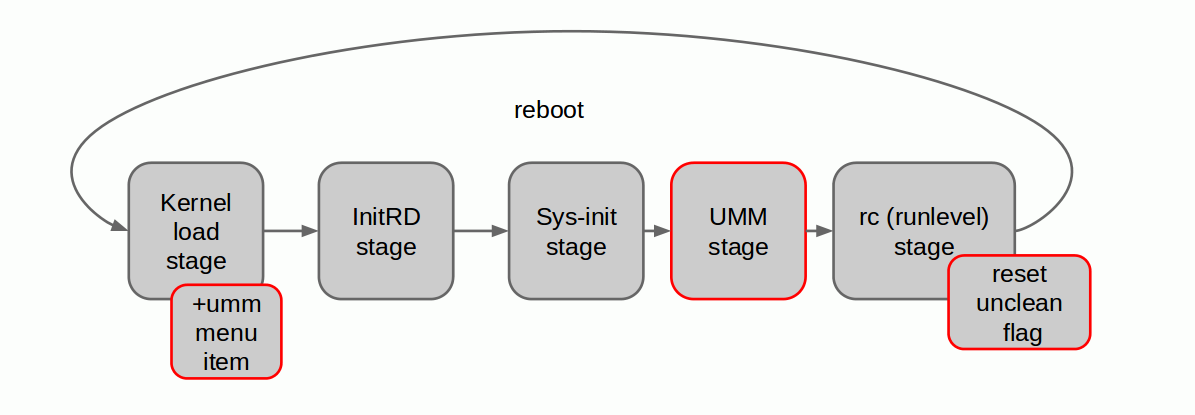 reboot
Kernel
load
stage
InitRD
stage
Sys-init
stage
UMM
stage
rc (runlevel)
stage
+umm
menu
item
reset
unclean
flag